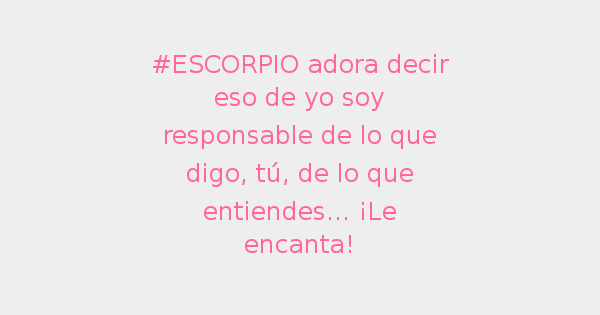 #ESCORPIO adora decir
eso de yo soy
responsable de lo que
digo, tú, de lo que
entiendes... ¡Le
encanta!